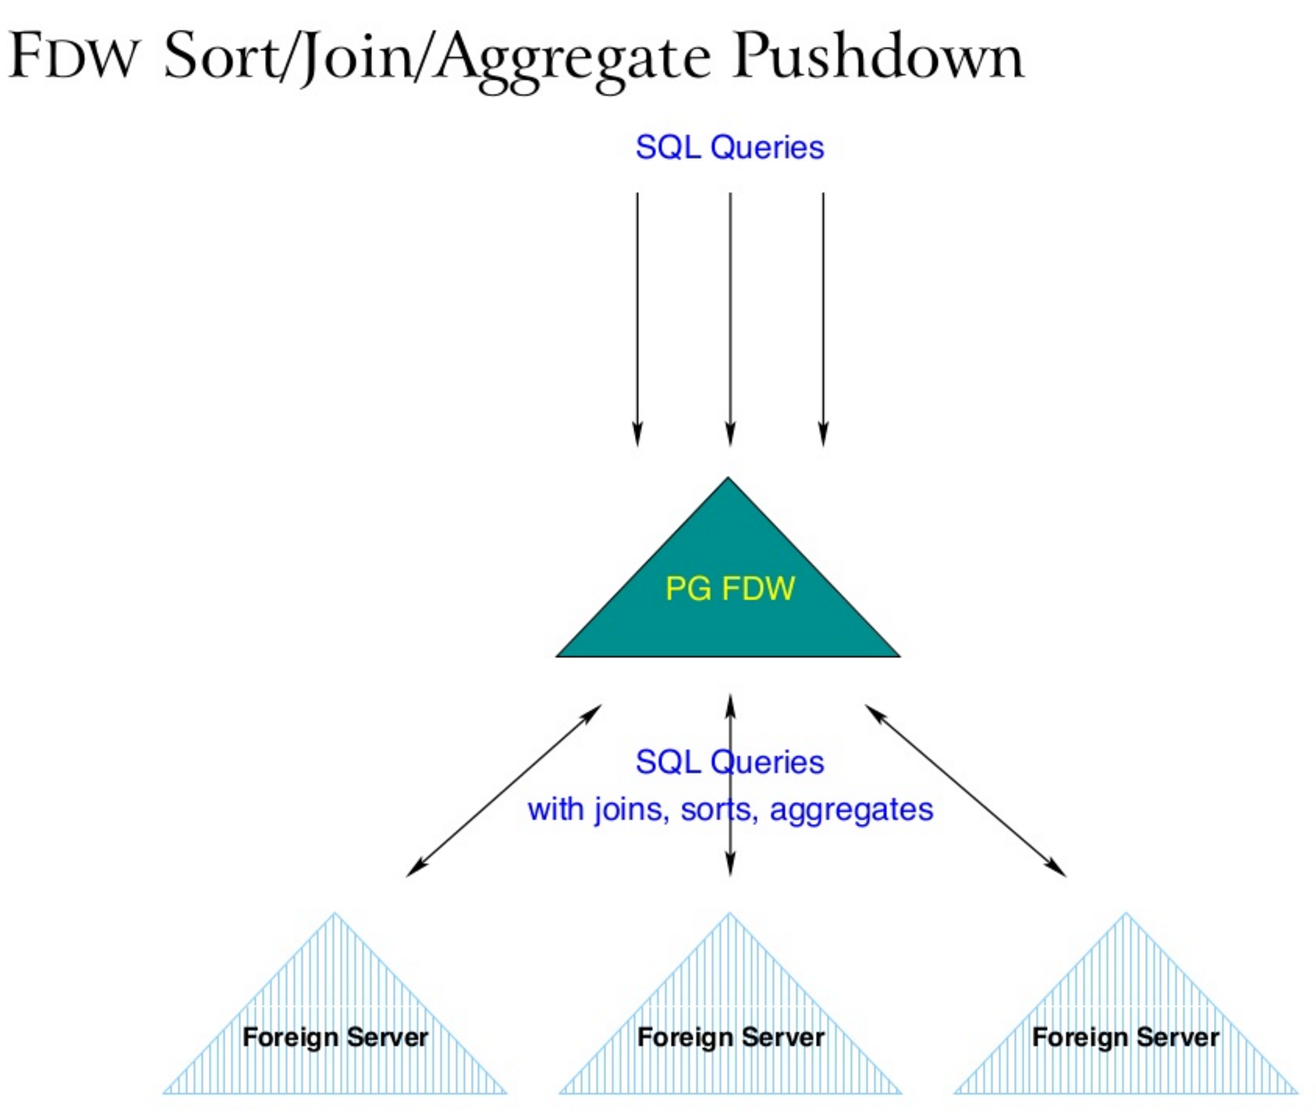 FDW Sort/Join/Aggregate Pushdown
SQL Queries
PG FDW
SQL Queries
with joins, sorts, aggregates
Foreign Server
Foreign Server
Foreign Server